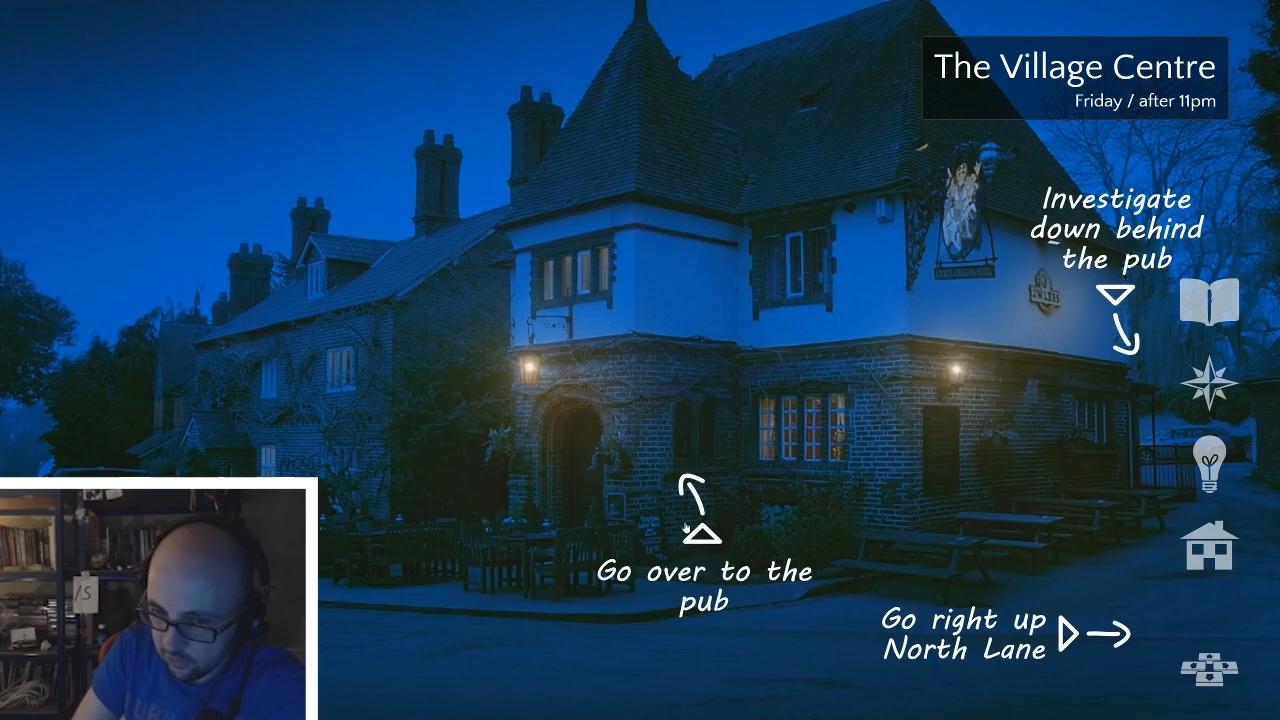 The Village Centre
Friday / after 11pm
Investigate
down behind
the pub
Go over to the
pub
Go right up
North Lane